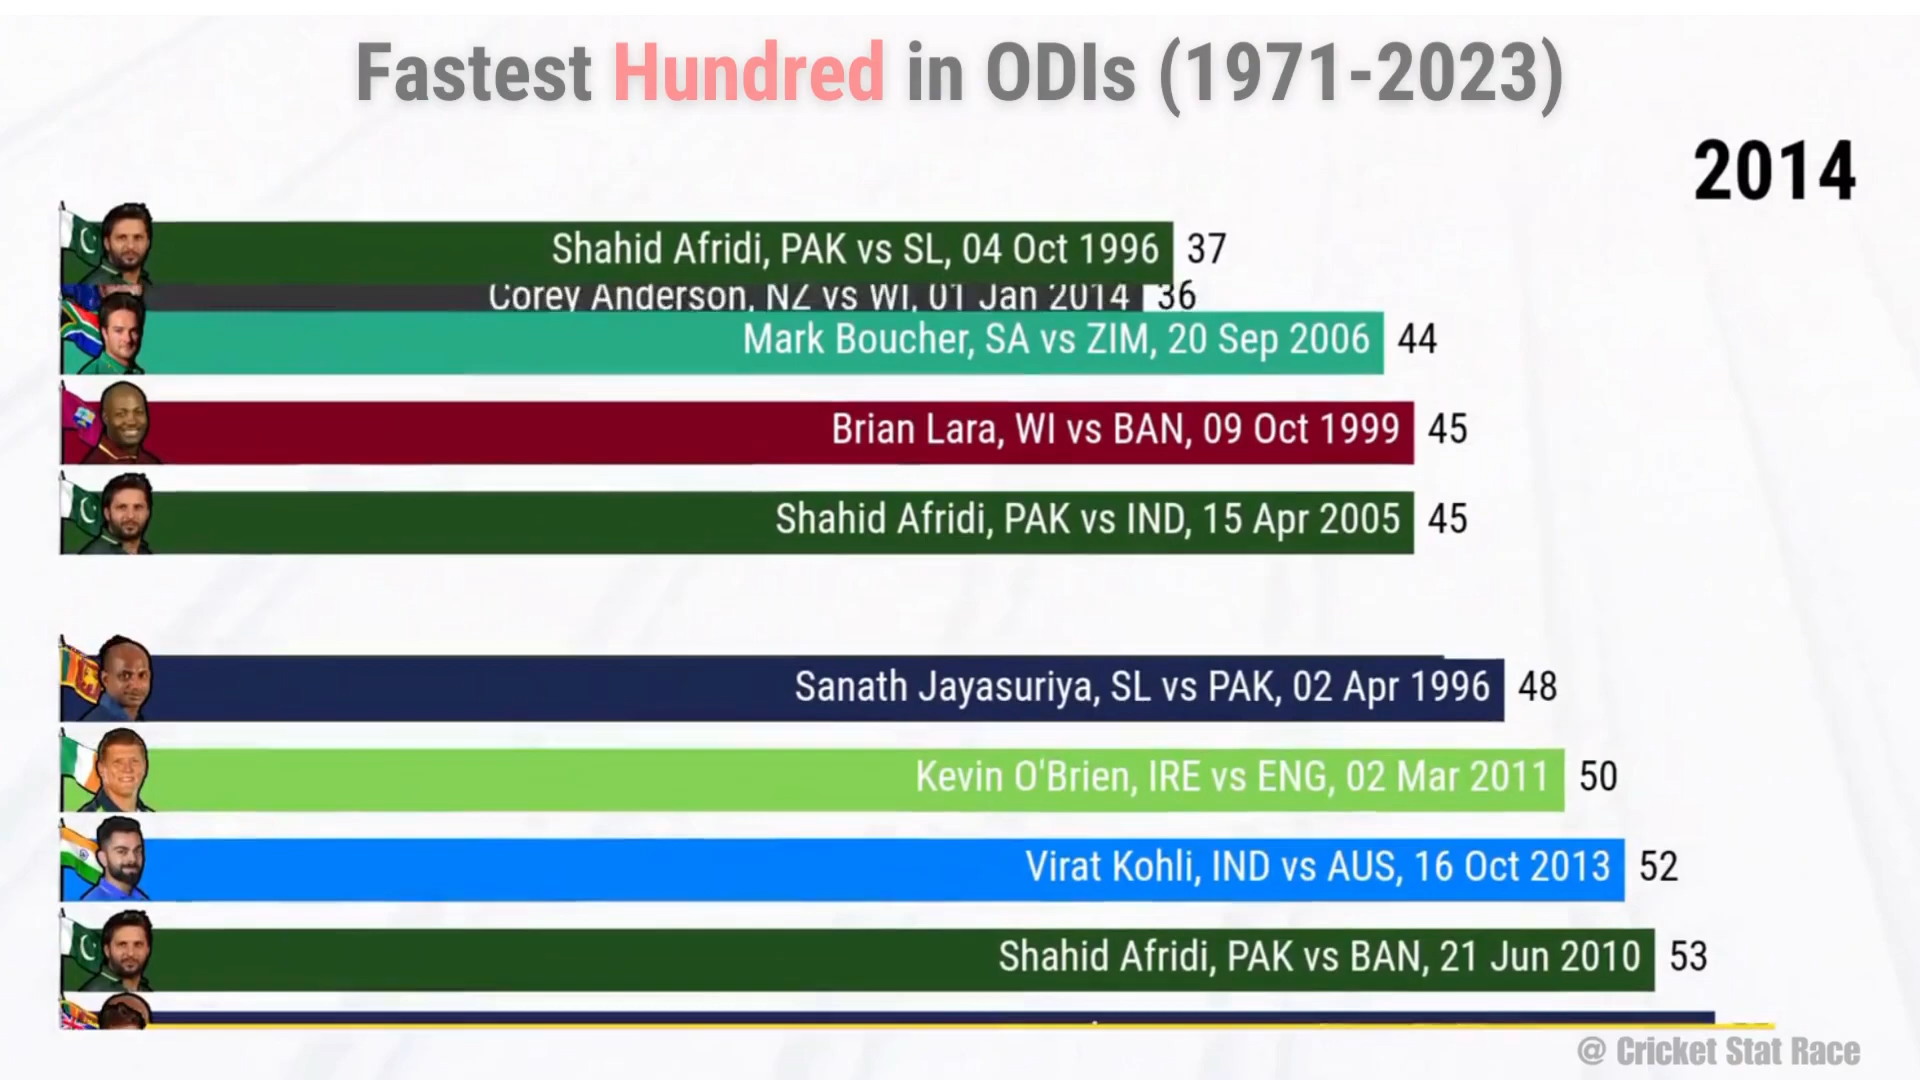 Fastest Hundred in ODIs (1971-2023)
2014
Shahid Afridi, PAK vs SL, 04 Oct 1996 37
Corey Anderson, NZ vs WI, 01 Jan 2014 36
Mark Boucher, SA vs ZIM, 20 Sep 2006 44
Brian Lara, WI vs BAN, 09 Oct 1999 45
Shahid Afridi, PAK vs IND, 15 Apr 2005 45
Sanath Jayasuriya, SL vs PAK, 02 Apr 1996 48
Kevin O'Brien, IRE vs ENG, 02 Mar 2011 50
Virat Kohli, IND vs AUS, 16 Oct 2013 52
Shahid Afridi, PAK vs BAN, 21 Jun 2010 53
@ Cricket Stat Race